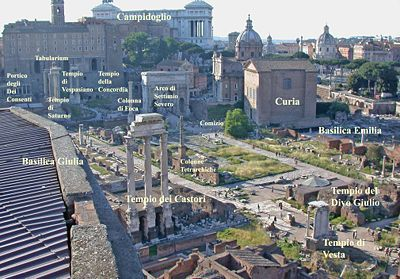 Campidoglio
Tabularium
Portico
degli
Dei
Consenti
Tempio
di
Vespasiano
Tempio
della
Concordia
Tempio
di
Saturno
Colonna
di Foca
Arco di
Settimio
Severo
Curia
Comizio
Basilica Emilia
Basilica Giulia
Colonne
Tetrarchiche
Tempio dei Castori
Tempio del
Divo Giulio
Tempio di
Vesta